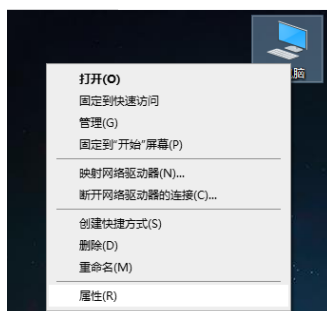 脑
打开(O)
固定到快速访问
管理(G)
固定到"开始"屏幕(P)
映射网络驱动器(N)...
断开网络驱动器的连接(C)...
创建快捷方式(S)
删除(D)
重命名(M)
属性(R)